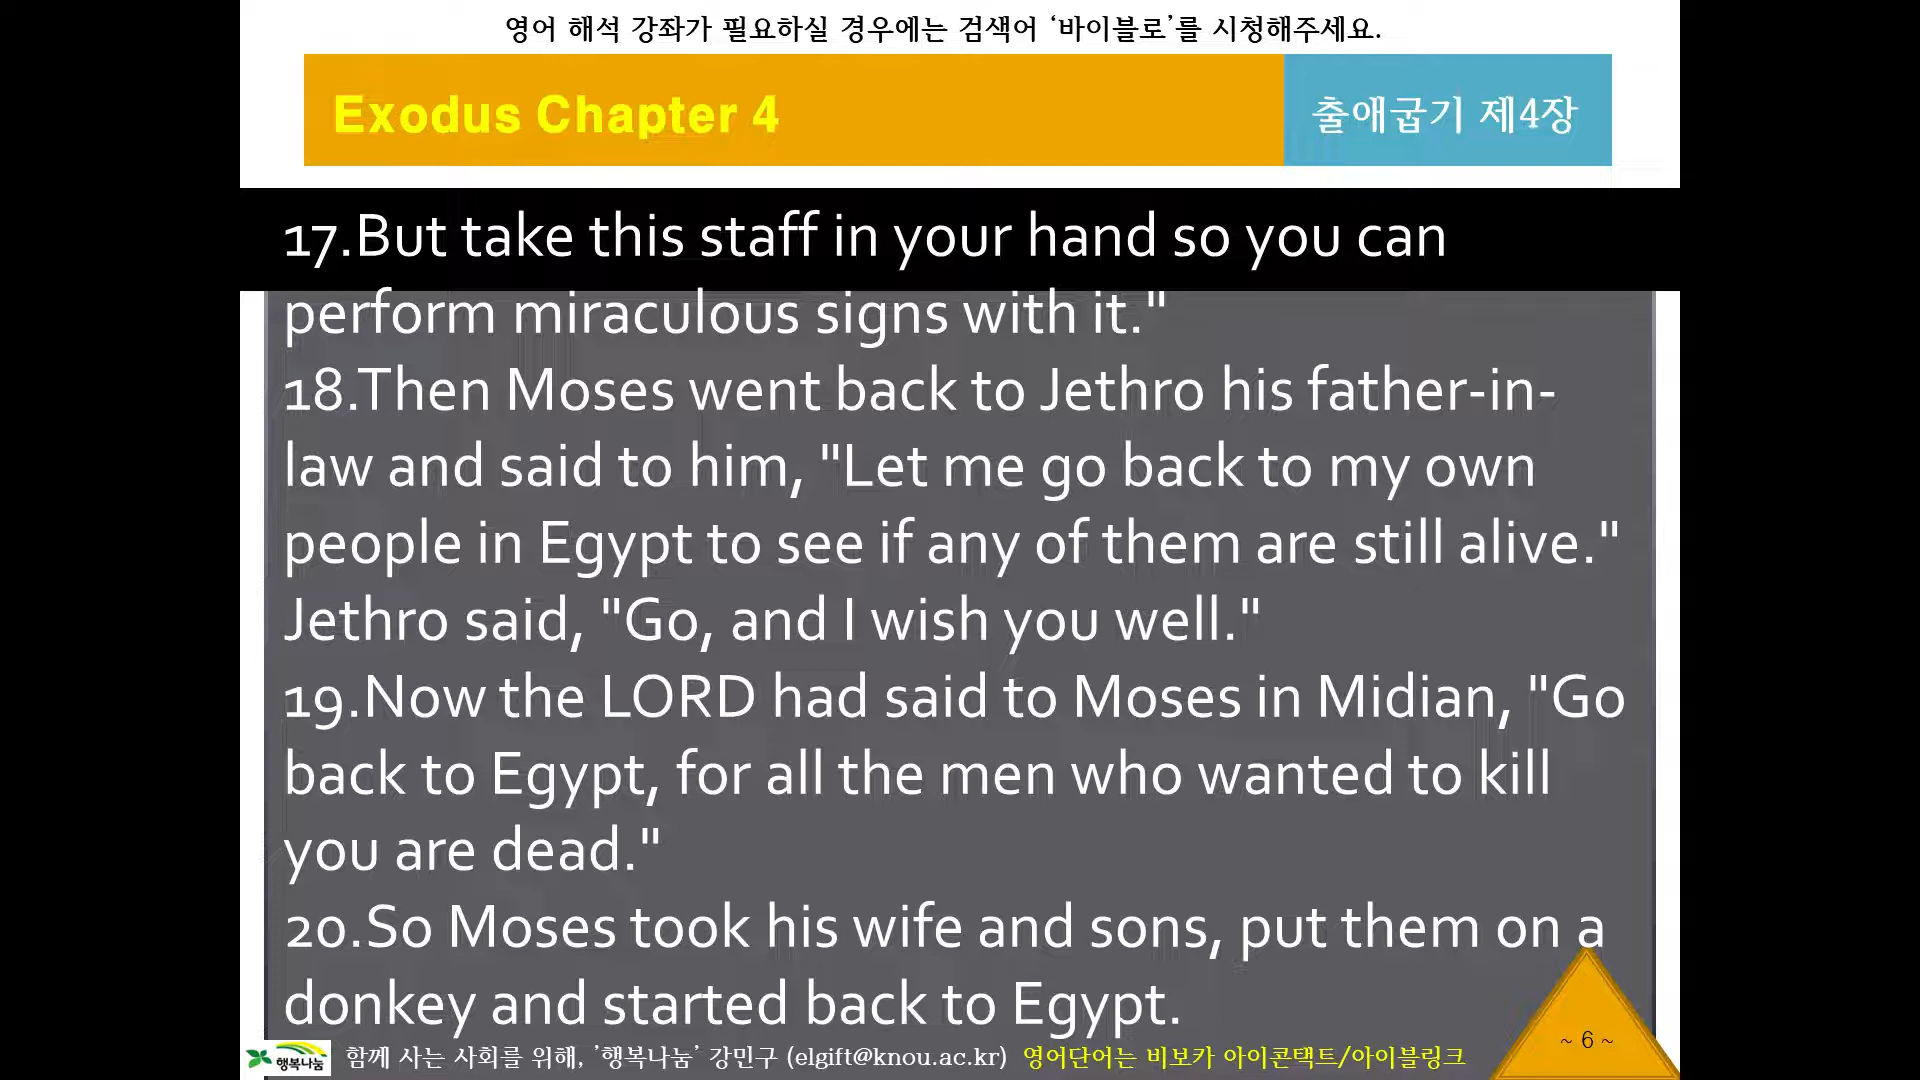 영어 해석 강좌가 필요하실 경우에는 검색어 ‘바이블로’를 시청해주세요.
Exodus Chapter 4
출애굽기 제4장
17.But take this staff in your hand so you can
perform miraculous signs with it."
18.Then Moses went back to Jethro his father-in-
law and said to him, "Let me go back to my own
people in Egypt to see if any of them are still alive."
Jethro said, "Go, and I wish you well."
19.Now the LORD had said to Moses in Midian, "Go
back to Egypt, for all the men who wanted to kill
you are dead."
20.So Moses took his wife and sons, put them on a
donkey and started back to Egypt.
~ 6 ~
행복나눔
함께 사는 사회를 위해, ’행복나눔’ 강민구 (elgift@knou.ac.kr) 영어단어는 비보카 아이콘택트/아이블링크